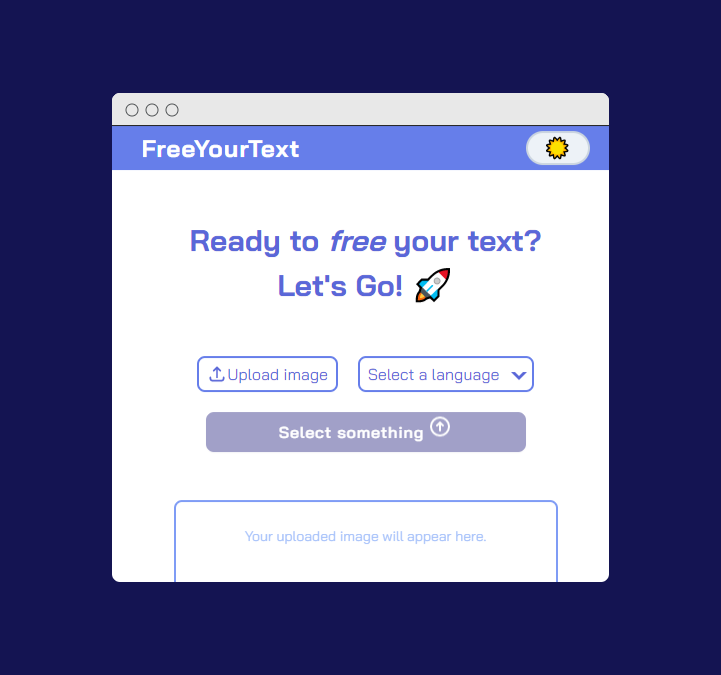 FreeYourText
Ready to free your text?
Let's Go! 🚀
Upload image
Select a language
Select something
Your uploaded image will appear here.